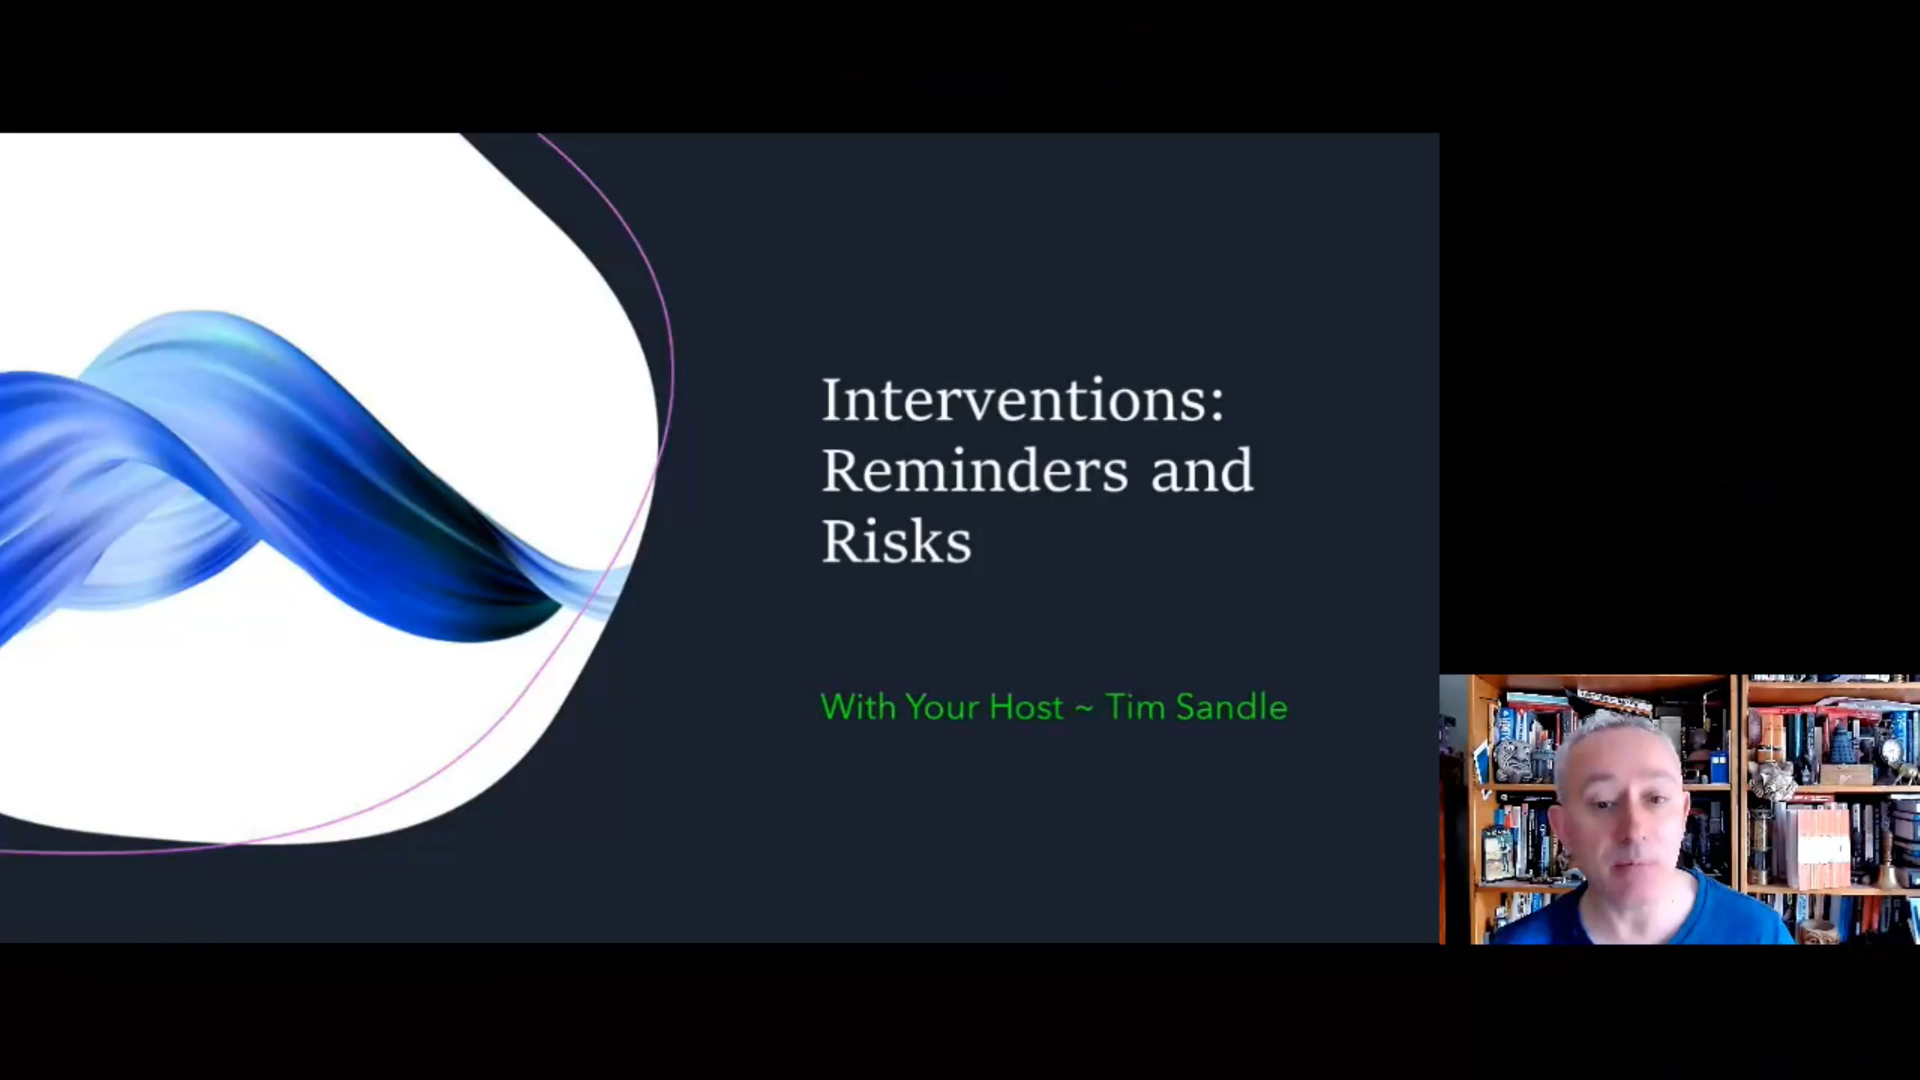 Interventions:
Reminders and
Risks
With Your Host ~ Tim Sandle